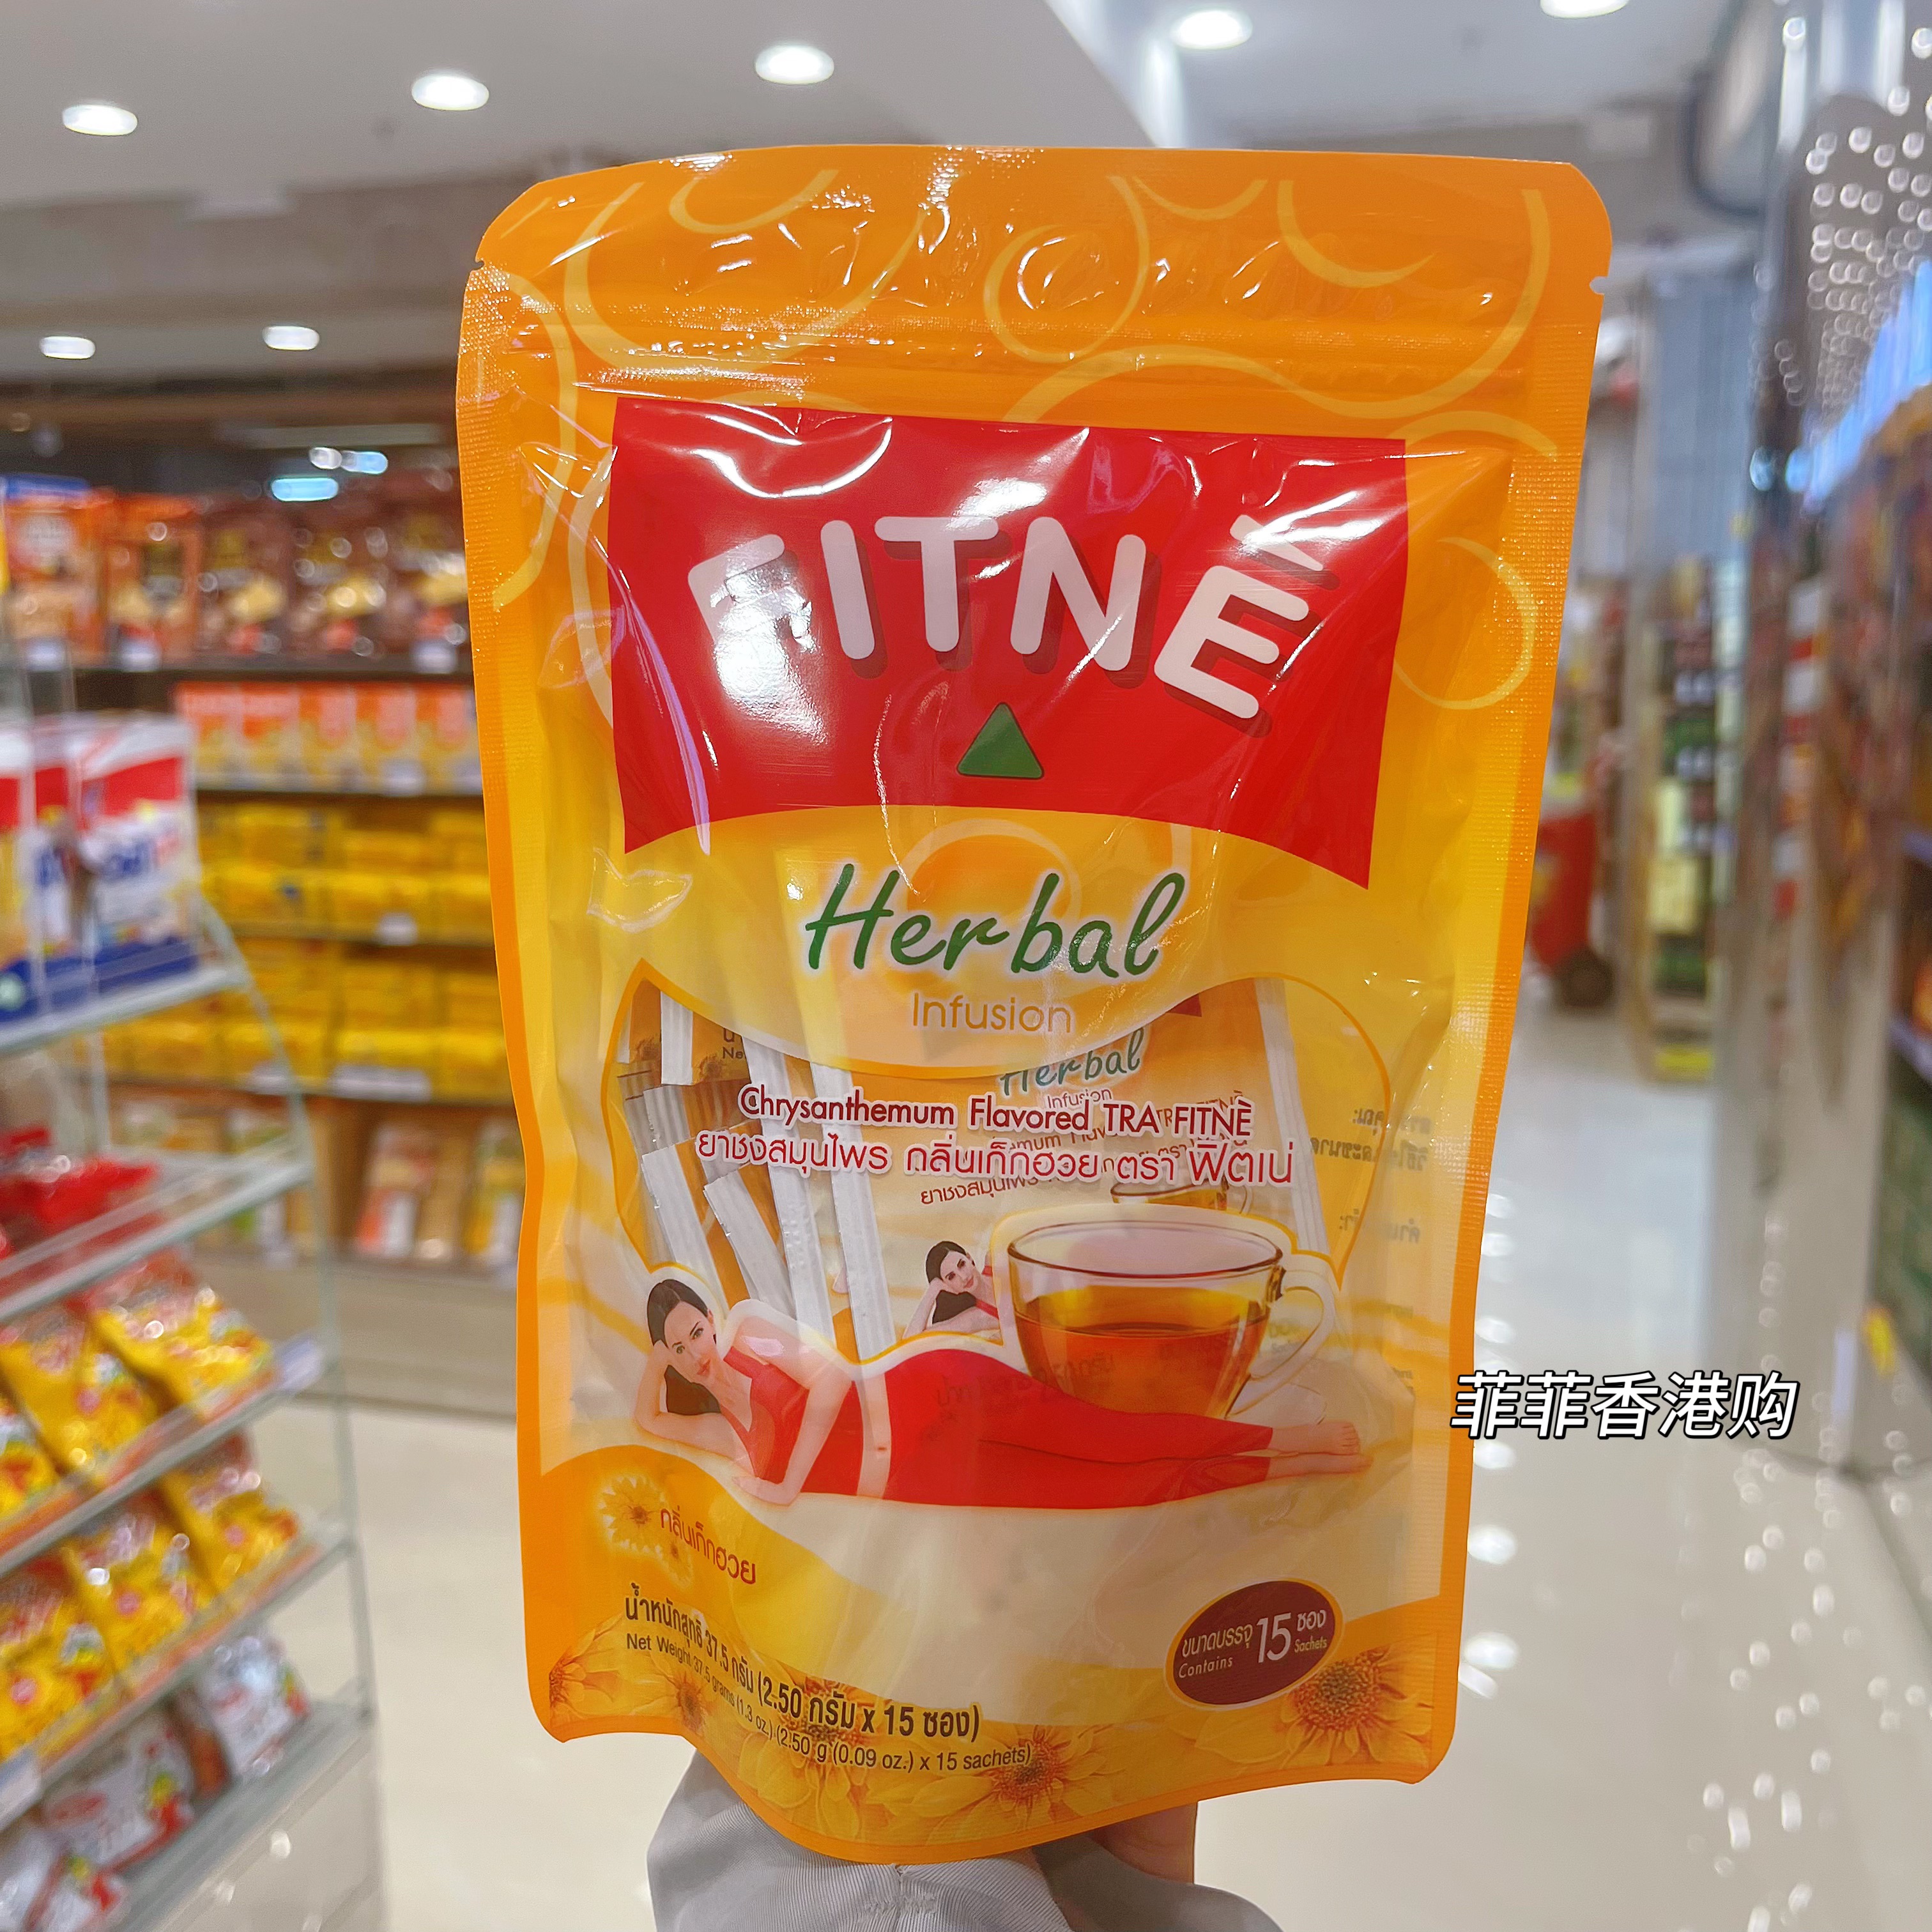 FITNÈ
Herbal
Infusion
Herbal
Infusion
Chrysanthemum Flavored TRA FITNÈ
ยาชงสมุนไพร กลิ่นเก็กฮวย ตรา ฟิตเน่
菲菲香港购
กลิ่นเก็กฮวย
น้ำหนักสุทธิ 37.5 กรัม (2.50 กรัม x 15 ซอง)
Net Weight 37.5 grams (1.3 oz.) (2.50 g (0.09 oz.) x 15 sachets)
ขนาดบรรจุ 15 ซอง
Contains Sachets